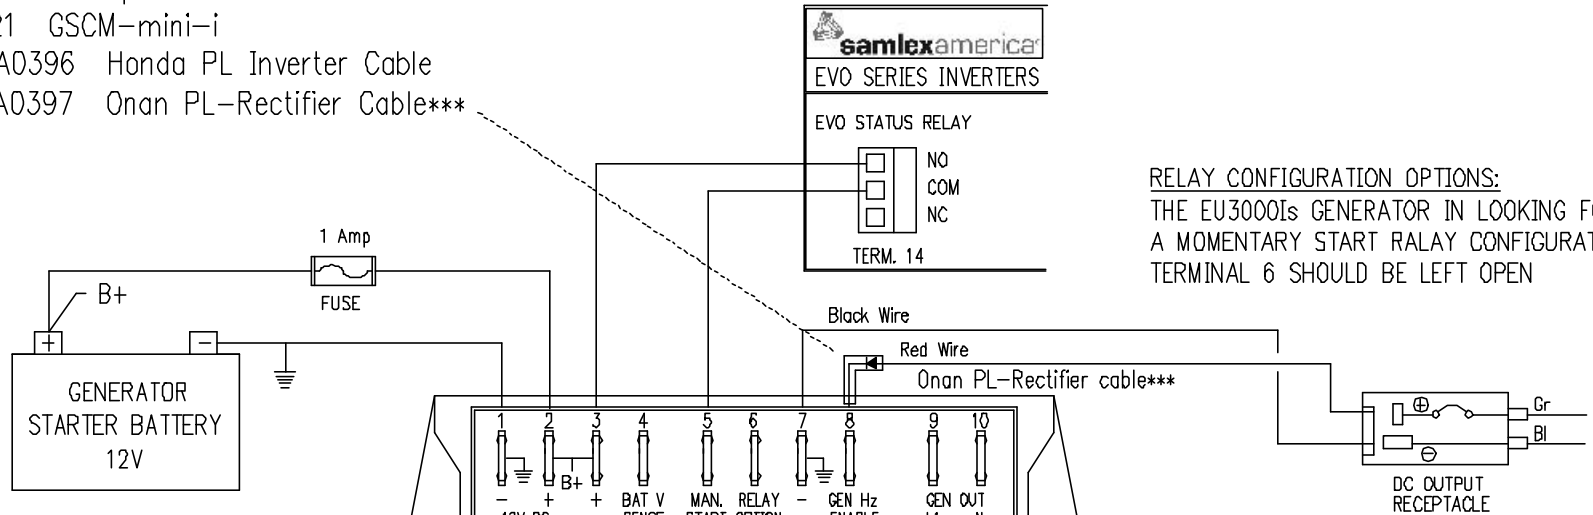 21 GSCM-mini-i
A0396 Honda PL Inverter Cable
A0397 Onan PL-Rectifier Cable***
samlexamerica
EVO SERIES INVERTERS
EVO STATUS RELAY
NO
COM
NC
TERM. 14
RELAY CONFIGURATION OPTIONS:
THE EU3000Is GENERATOR IN LOOKING
A MOMENTARY START RALAY
TERMINAL 6 SHOULD BE LEFT OPEN
1 Amp
FUSE
B+
+ -
GENERATOR
STARTER BATTERY
12V
Black Wire
Red Wire
Onan PL-Rectifier cable***
1 2 3 4 5 6 7 8 9 10
B+
- + + BAT V MAN. RELAY - GEN Hz GEN OUT
+ Gr
- Bl
DC OUTPUT
RECEPTACLE